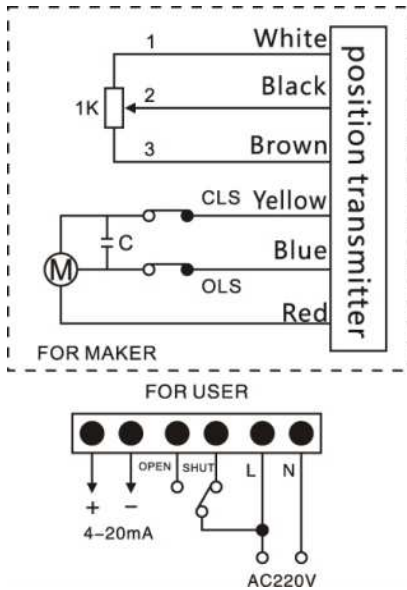 1 White
2 Black
1K
3 Brown
position transmitter
CLS Yellow
C
Blue
M
OLS
Red
FOR MAKER
FOR USER
OPEN SHUT L N
+ −
4-20mA
AC220V